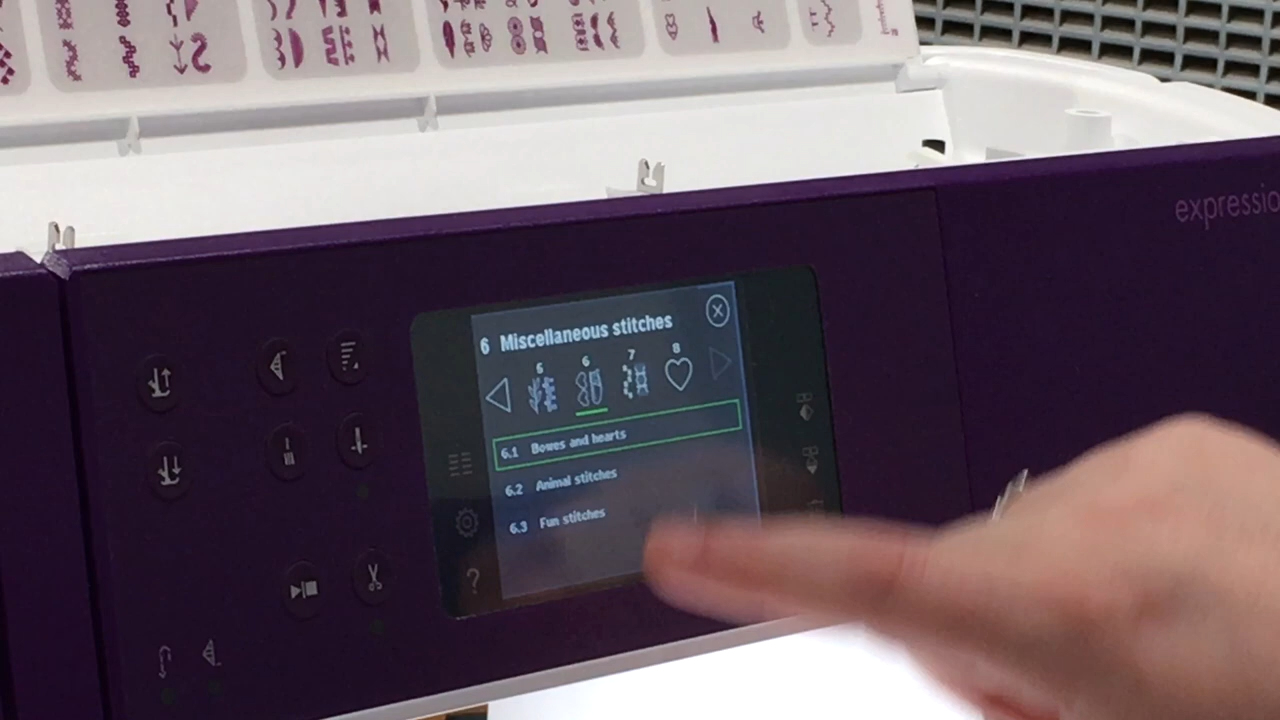 expressio
6 Miscellaneous stitches
6 6 7 8
6.1 Bowes and hearts
6.2 Animal stitches
6.3 Fun stitches
?